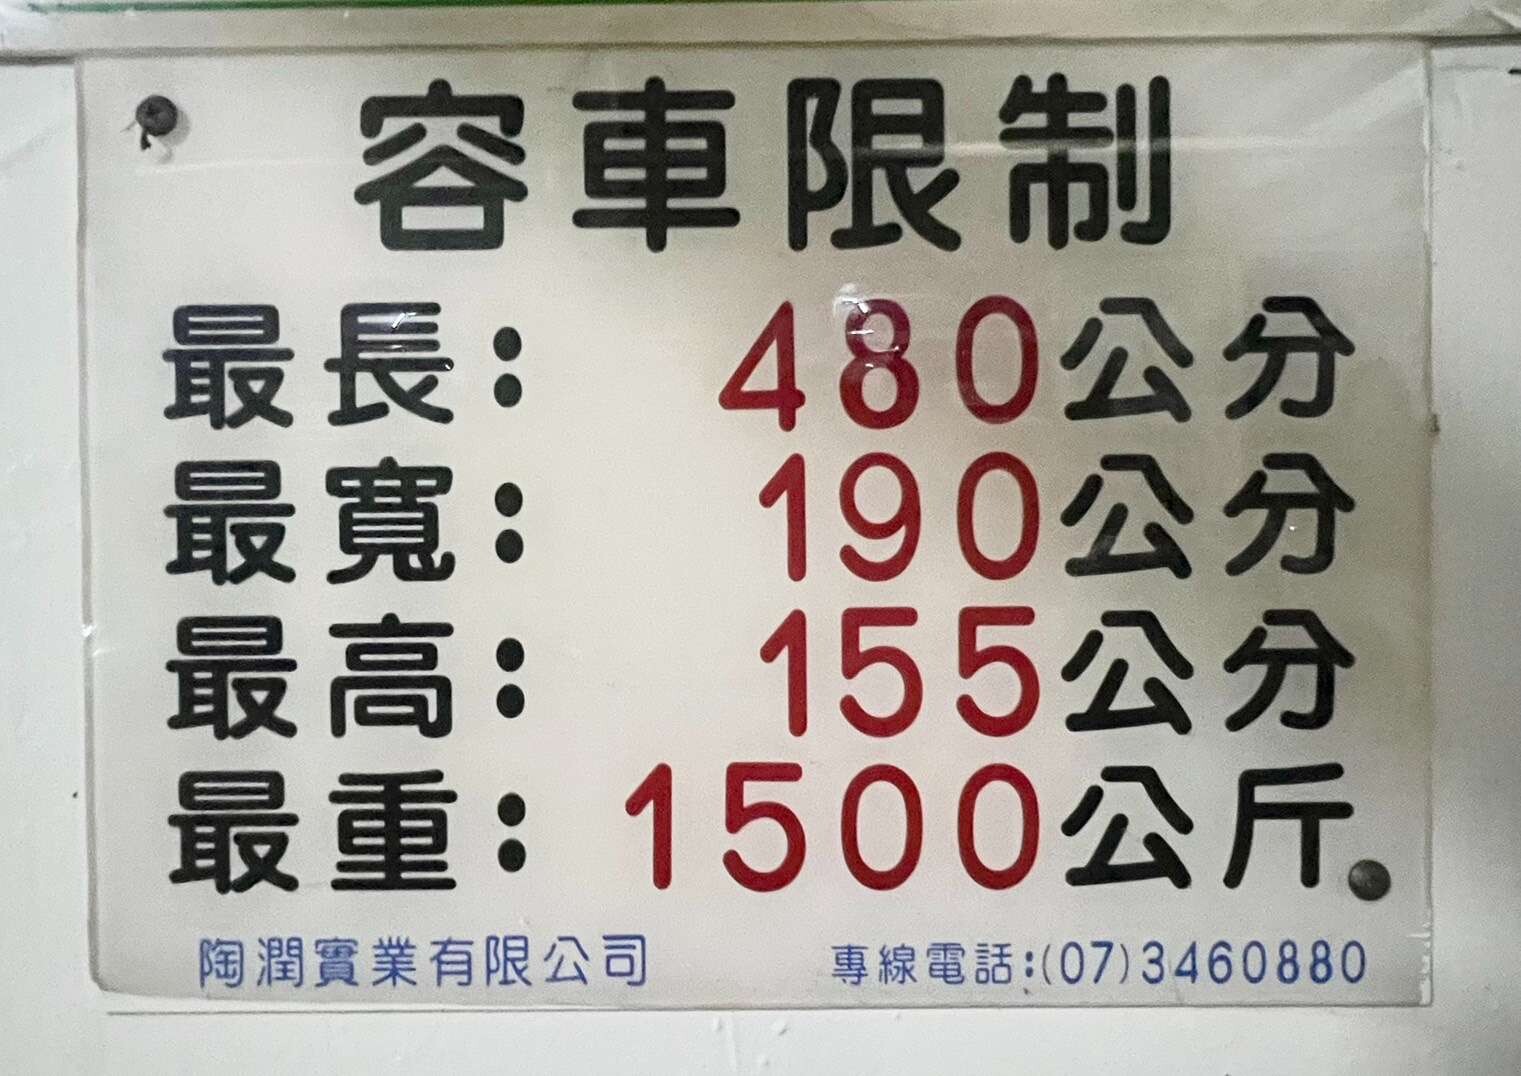 容車限制
最長:480公分
最寬:190公分
最高:155公分
最重:1500公斤
陶潤實業有限公司 專線電話:(07)3460880